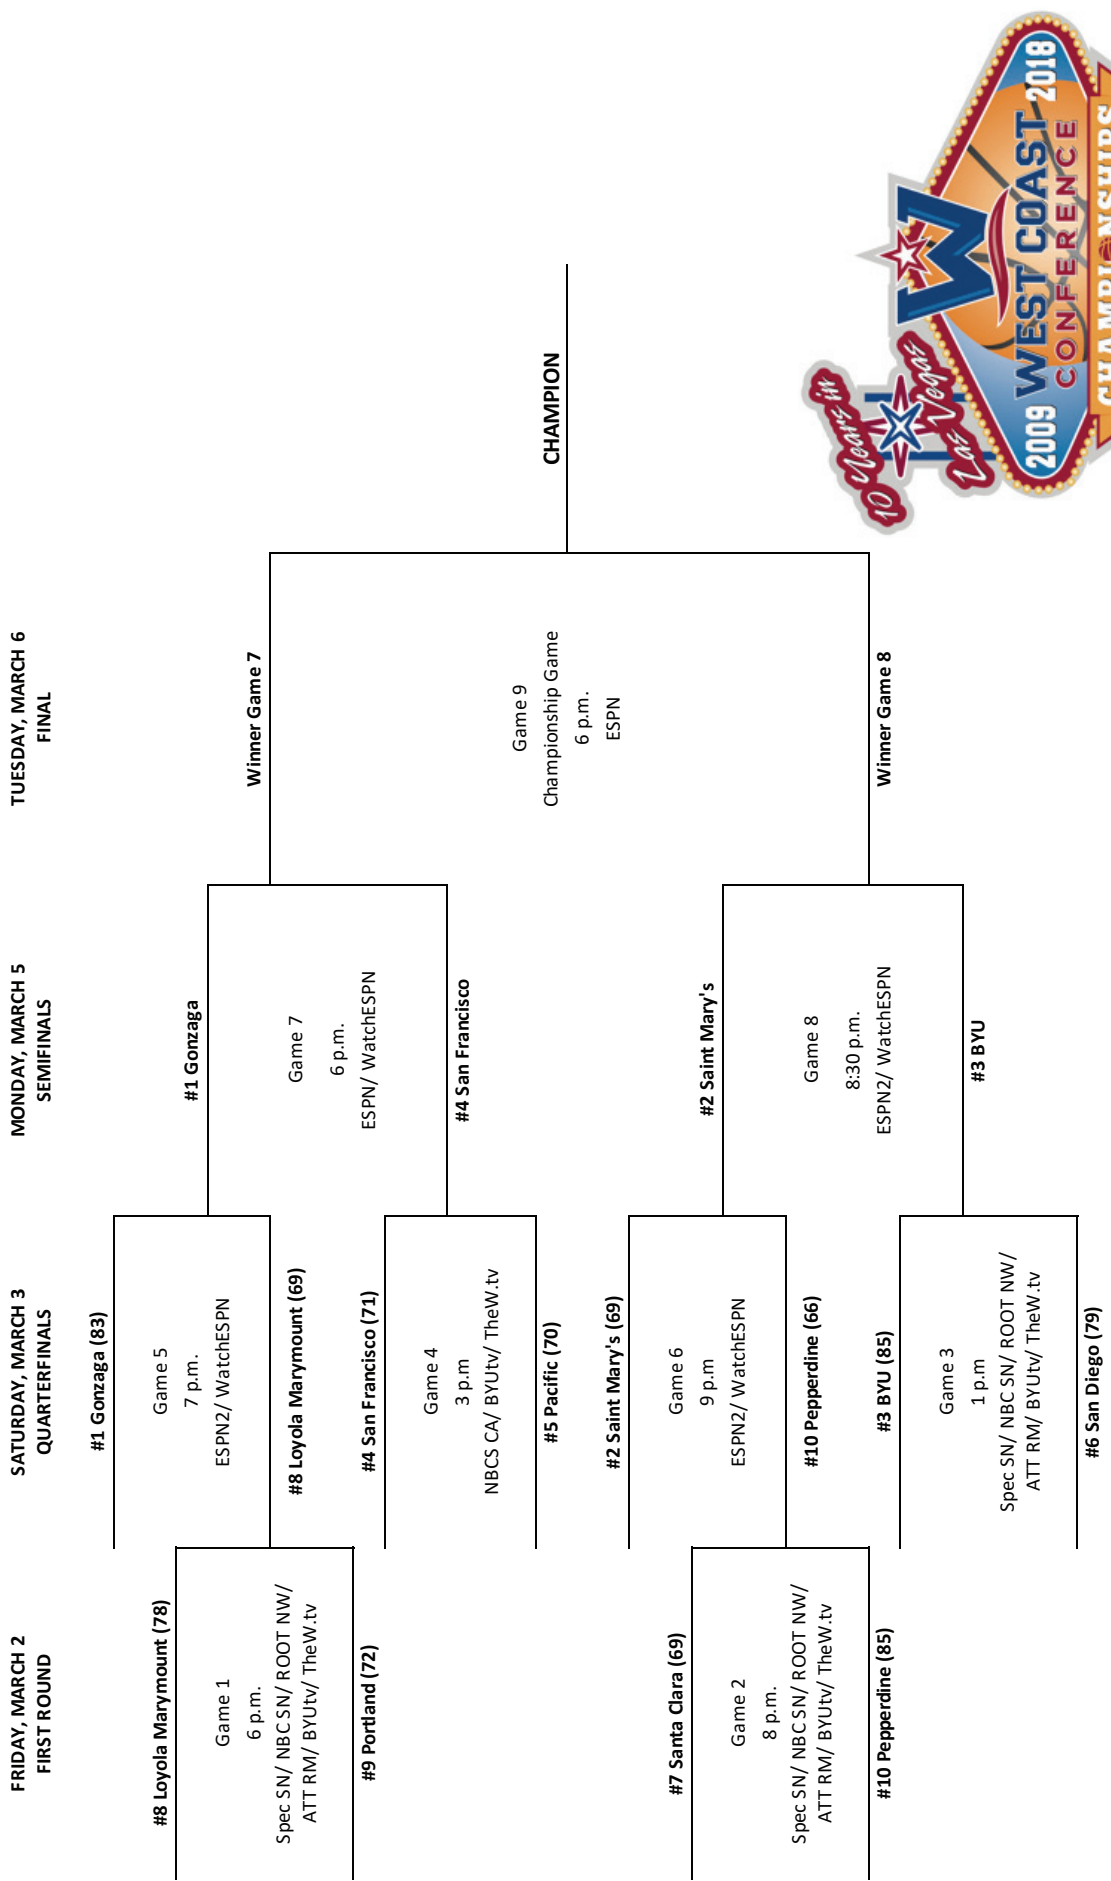 FRIDAY, MARCH 2
FIRST ROUND
SATURDAY, MARCH 3
QUARTERFINALS
MONDAY, MARCH 5
SEMIFINALS
TUESDAY, MARCH 6
FINAL
#8 Loyola Marymount (78)
Game 1
6 p.m.
Spec SN/ NBC SN/ ROOT NW/
ATT RM/ BYUtv/ TheW.tv
#9 Portland (72)
#7 Santa Clara (69)
Game 2
8 p.m.
Spec SN/ NBC SN/ ROOT NW/
ATT RM/ BYUtv/ TheW.tv
#10 Pepperdine (85)
#1 Gonzaga (83)
Game 5
7 p.m.
ESPN2/ WatchESPN
#8 Loyola Marymount (69)
#4 San Francisco (71)
Game 4
3 p.m
NBCS CA/ BYUtv/ TheW.tv
#5 Pacific (70)
#2 Saint Mary's (69)
Game 6
9 p.m
ESPN2/ WatchESPN
#10 Pepperdine (66)
#3 BYU (85)
Game 3
1 p.m
Spec SN/ NBC SN/ ROOT NW/
ATT RM/ BYUtv/ TheW.tv
#6 San Diego (79)
#1 Gonzaga
Game 7
6 p.m.
ESPN/ WatchESPN
#4 San Francisco
#2 Saint Mary's
Game 8
8:30 p.m.
ESPN2/ WatchESPN
#3 BYU
Winner Game 7
Game 9
Championship Game
6 p.m.
ESPN
Winner Game 8
CHAMPION
10 Years in
Las Vegas
W
2009 WEST COAST 2018
CONFERENCE
CHAMPIONSHIPS